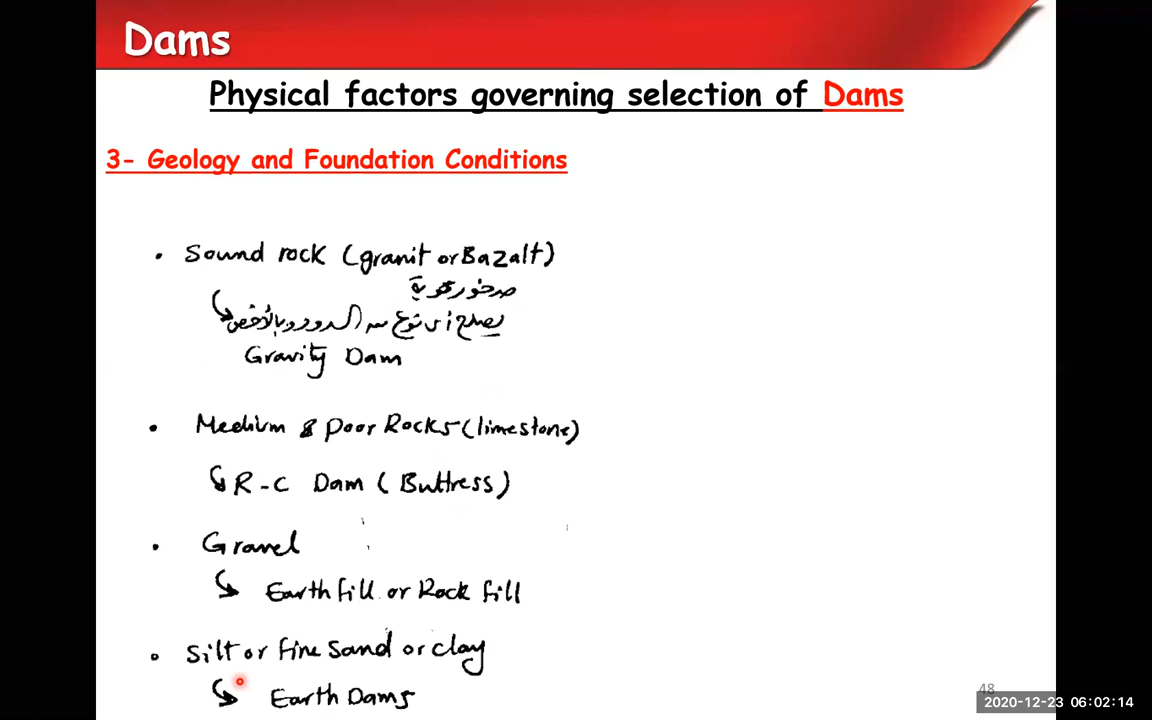 Dams
Physical factors governing selection of Dams
3- Geology and Foundation Conditions
• Sound rock (granit or Bazalt)
صخور قوية
يصلح أى نوع من السدود وبالأخص
Gravity Dam
• Medium & Poor Rocks (limestone)
R-C Dam (Buttress)
• Gravel
Earth fill or Rock fill
• Silt or fine sand or clay
Earth Dams
48
2020-12-23 06:02:14